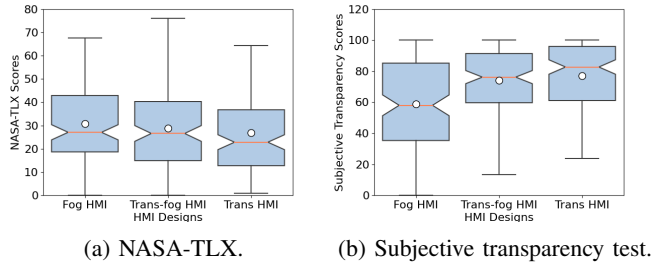 NASA-TLX Scores
80
70
60
50
40
30
20
10
0
Fog HMI Trans-fog HMI Trans HMI
HMI Designs
(a) NASA-TLX.
Subjective Transparency Scores
120
100
80
60
40
20
0
Fog HMI Trans-fog HMI Trans HMI
HMI Designs
(b) Subjective transparency test.